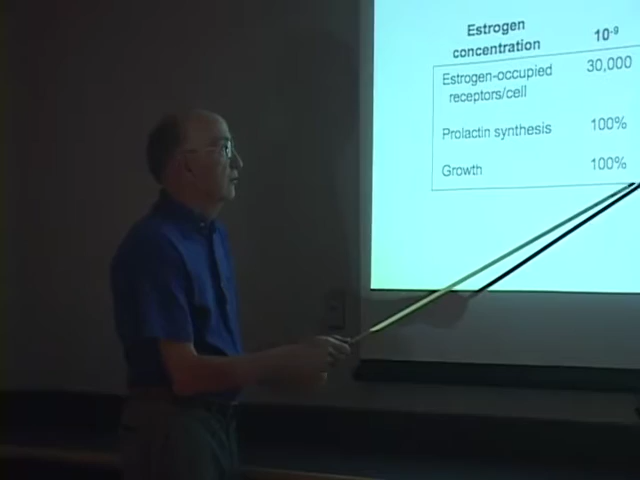 Estrogen
concentration 10⁻⁹
Estrogen-occupied 30,000
receptors/cell
Prolactin synthesis 100%
Growth 100%